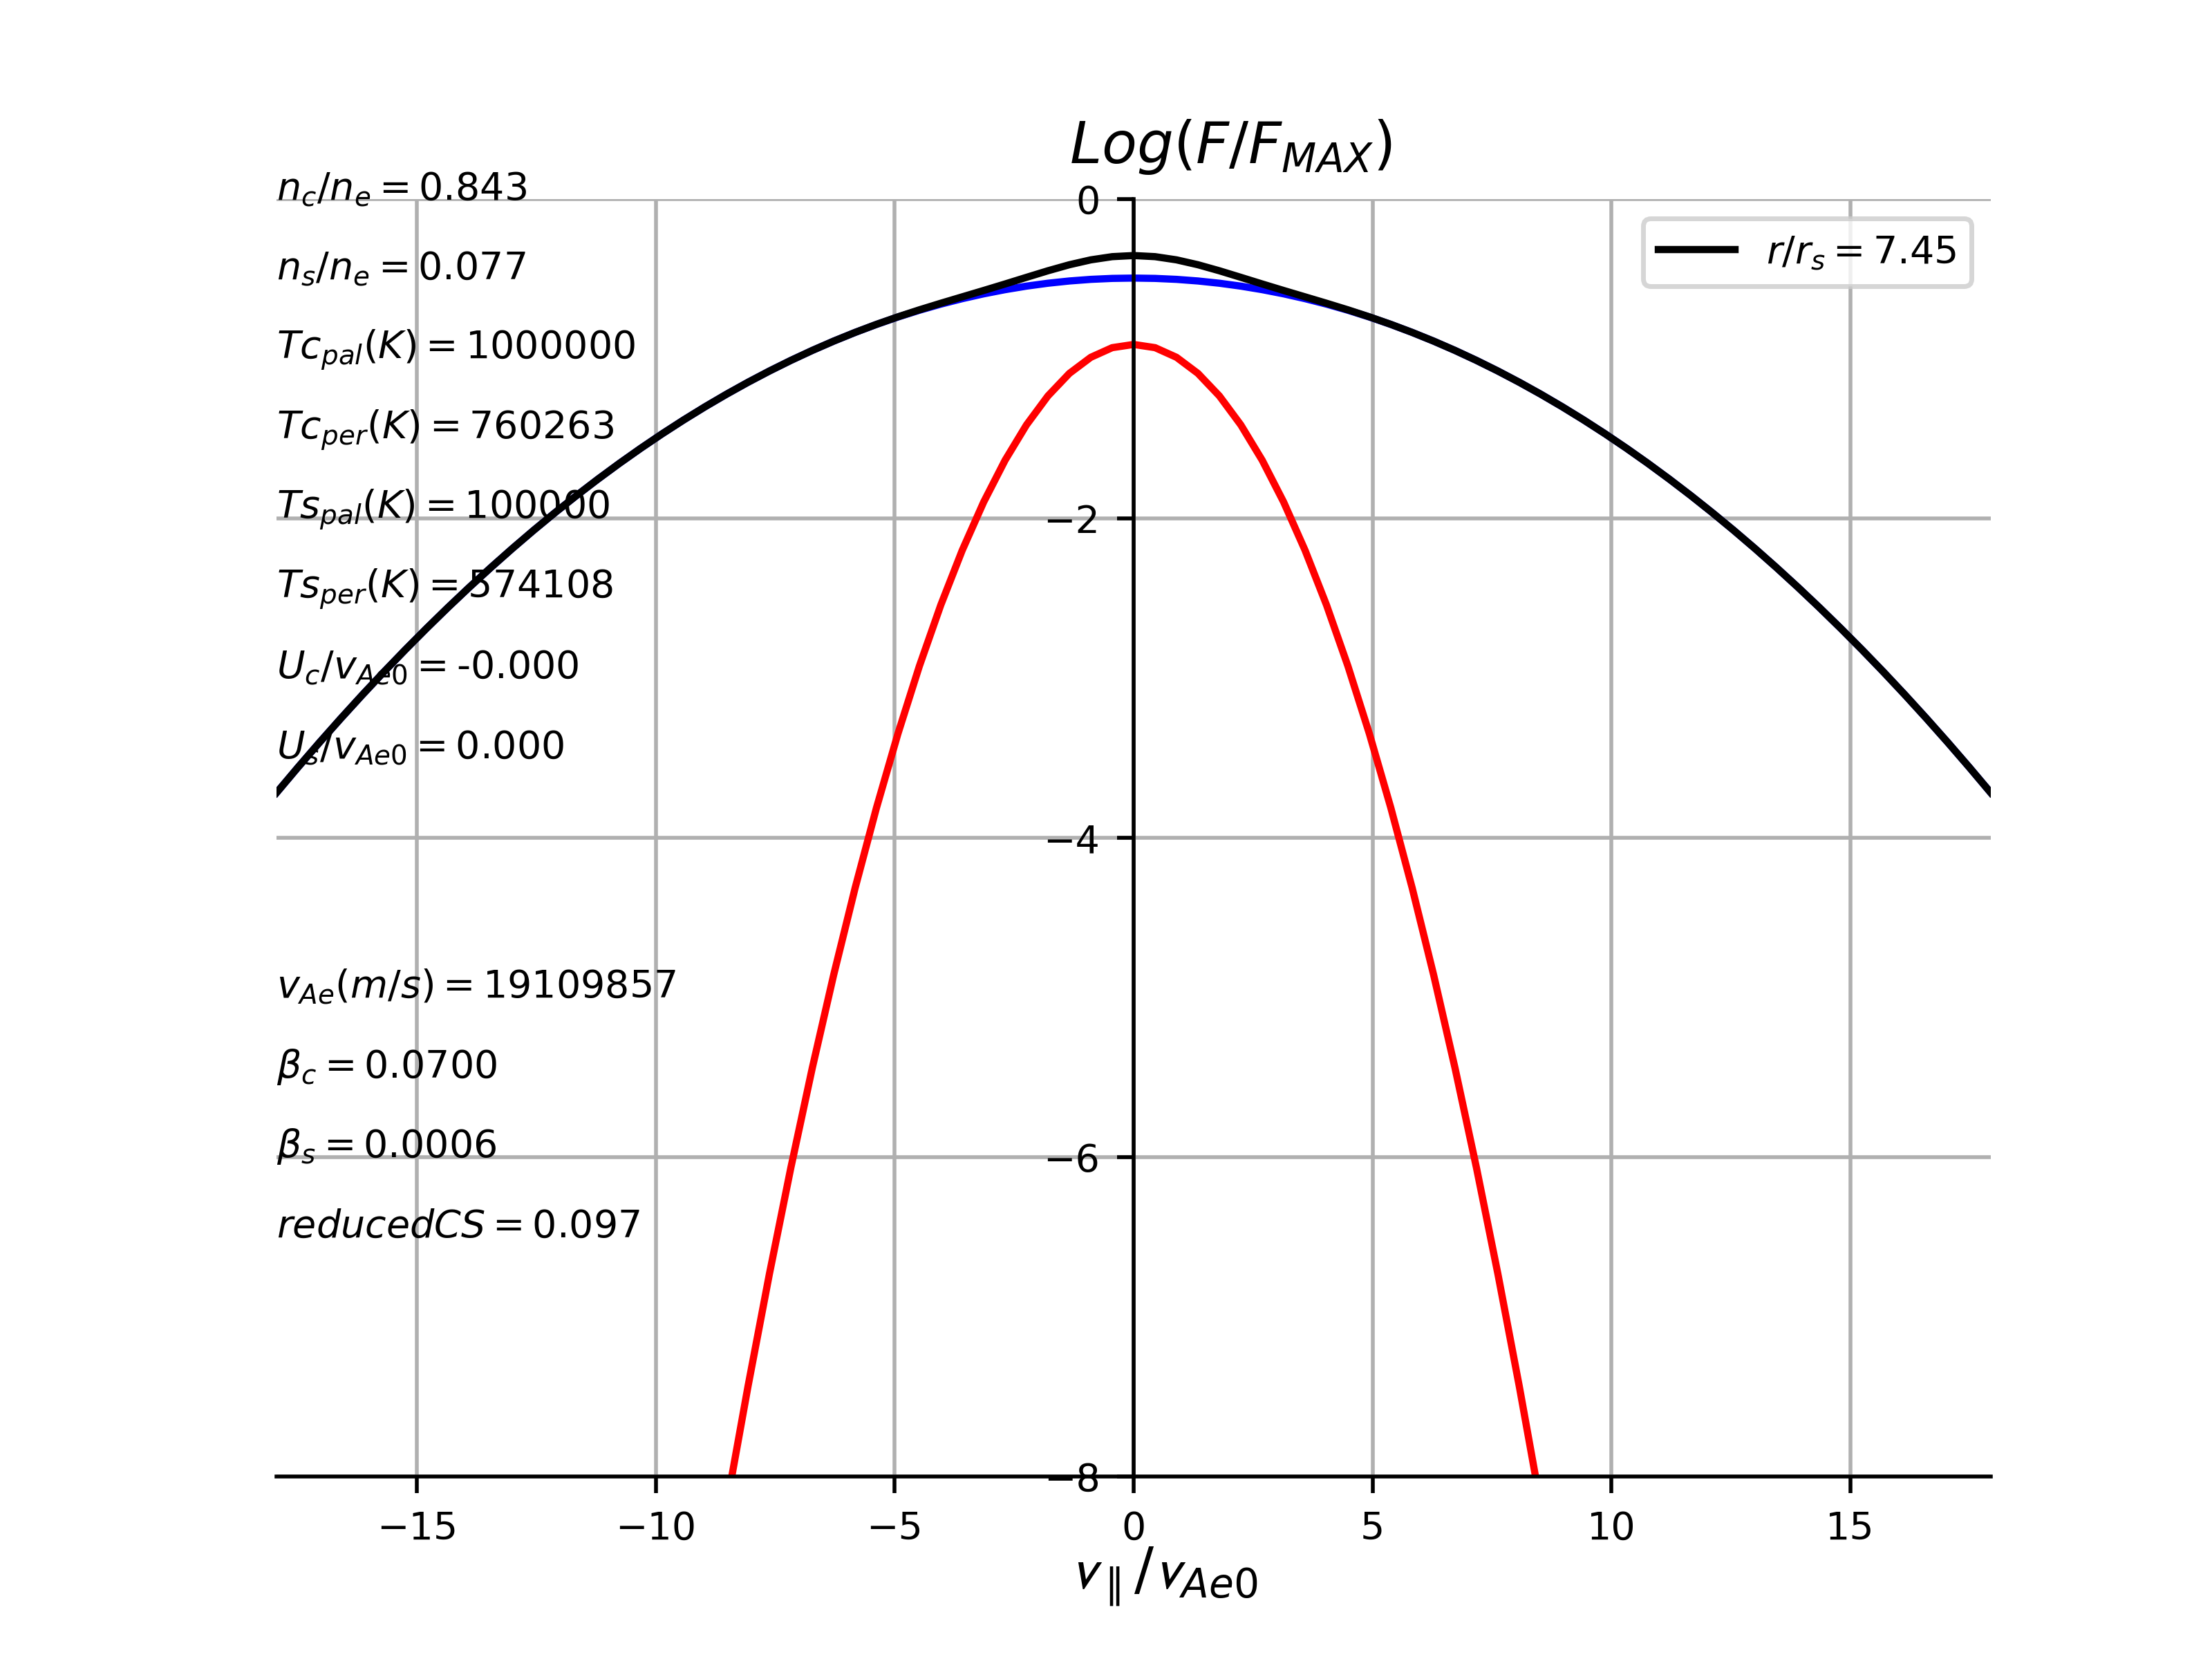 Log(F/F_MAX)
n_c/n_e = 0.843
n_s/n_e = 0.077
Tc_pal(K) = 1000000
Tc_per(K) = 760263
Ts_pal(K) = 100000
Ts_per(K) = 574108
U_c/v_Ae0 = -0.000
U_s/v_Ae0 = 0.000
v_Ae(m/s) = 19109857
β_c = 0.0700
β_s = 0.0006
reducedCS = 0.097
r/r_s = 7.45
0
−2
−4
−6
−8
−15 −10 −5 0 5 10 15
v_∥/v_Ae0